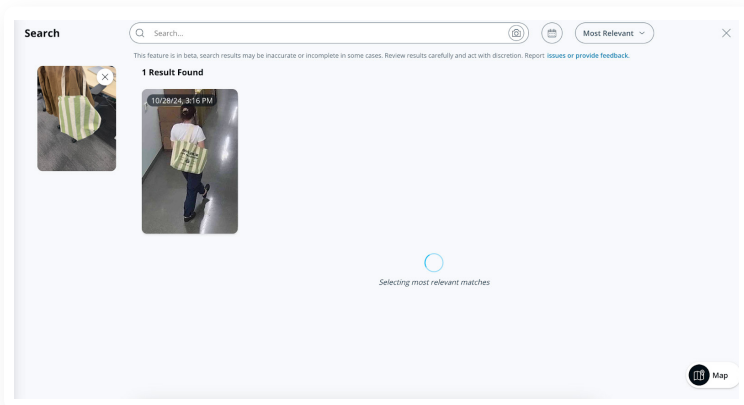 Search
Search...
Most Relevant
This feature is in beta, search results may be inaccurate or incomplete in some cases. Review results carefully and act with discretion. Report issues or provide feedback.
1 Result Found
10/28/24, 3:16 PM
Selecting most relevant matches
Map